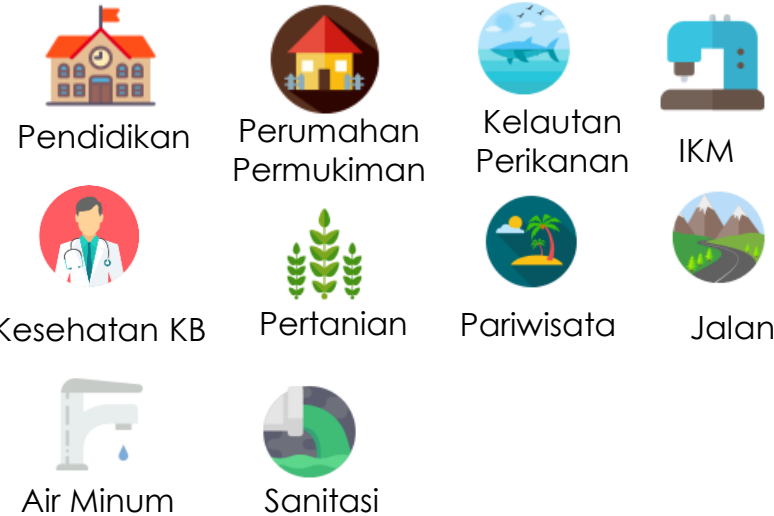 Pendidikan
Perumahan
Permukiman
Kelautan
Perikanan
IKM
Kesehatan KB
Pertanian
Pariwisata
Jalan
Air Minum
Sanitasi